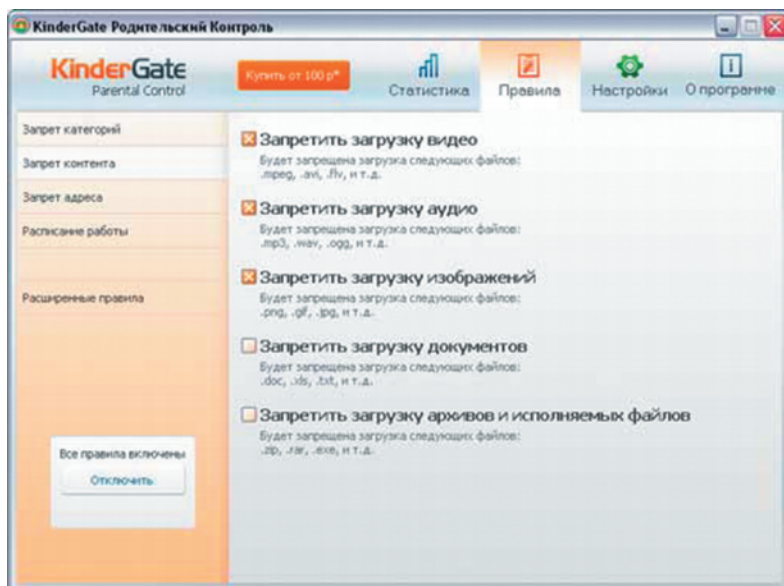 KinderGate Родительский Контроль
KinderGate
Parental Control
Купить от 100 р*
Статистика
Правила
Настройки
О программе
Запрет категорий
Запрет контента
Запрет адреса
Расписание работы
Расширенные правила
Все правила включены
Отключить
Запретить загрузку видео
Будет запрещена загрузка следующих файлов:
.mpeg, .avi, .flv, и т.д.
Запретить загрузку аудио
Будет запрещена загрузка следующих файлов:
.mp3, .wav, .ogg, и т.д.
Запретить загрузку изображений
Будет запрещена загрузка следующих файлов:
.png, .gif, .jpg, и т.д.
Запретить загрузку документов
Будет запрещена загрузка следующих файлов:
.doc, .xls, .txt, и т.д.
Запретить загрузку архивов и исполняемых файлов
Будет запрещена загрузка следующих файлов:
.zip, .rar, .exe, и т.д.